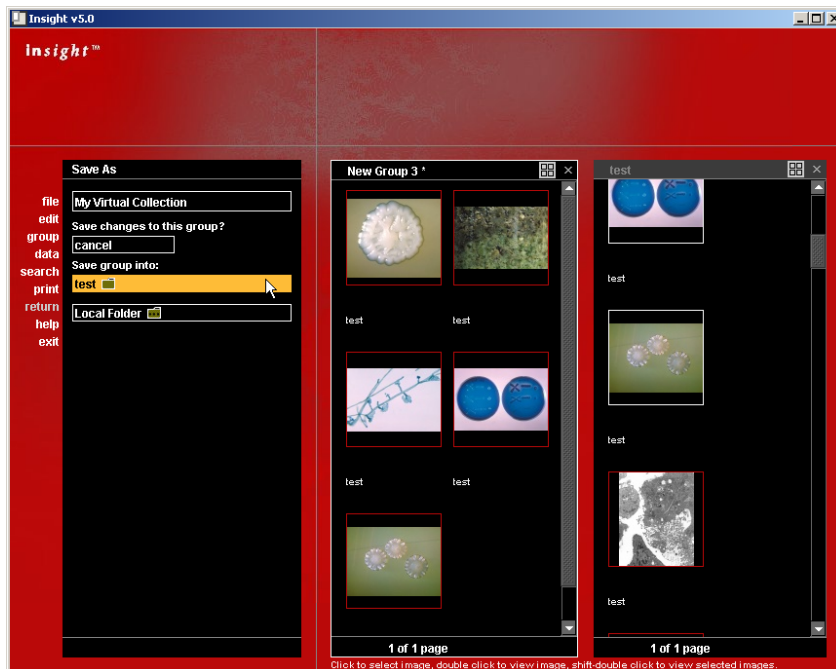 Insight v5.0
insight™
Save As
My Virtual Collection
Save changes to this group?
cancel
Save group into:
test
Local Folder
file
edit
group
data
search
print
return
help
exit
New Group 3 *
test
test
test
test
1 of 1 page
test
test
test
test
1 of 1 page
Click to select image, double click to view image, shift-double click to view selected images.